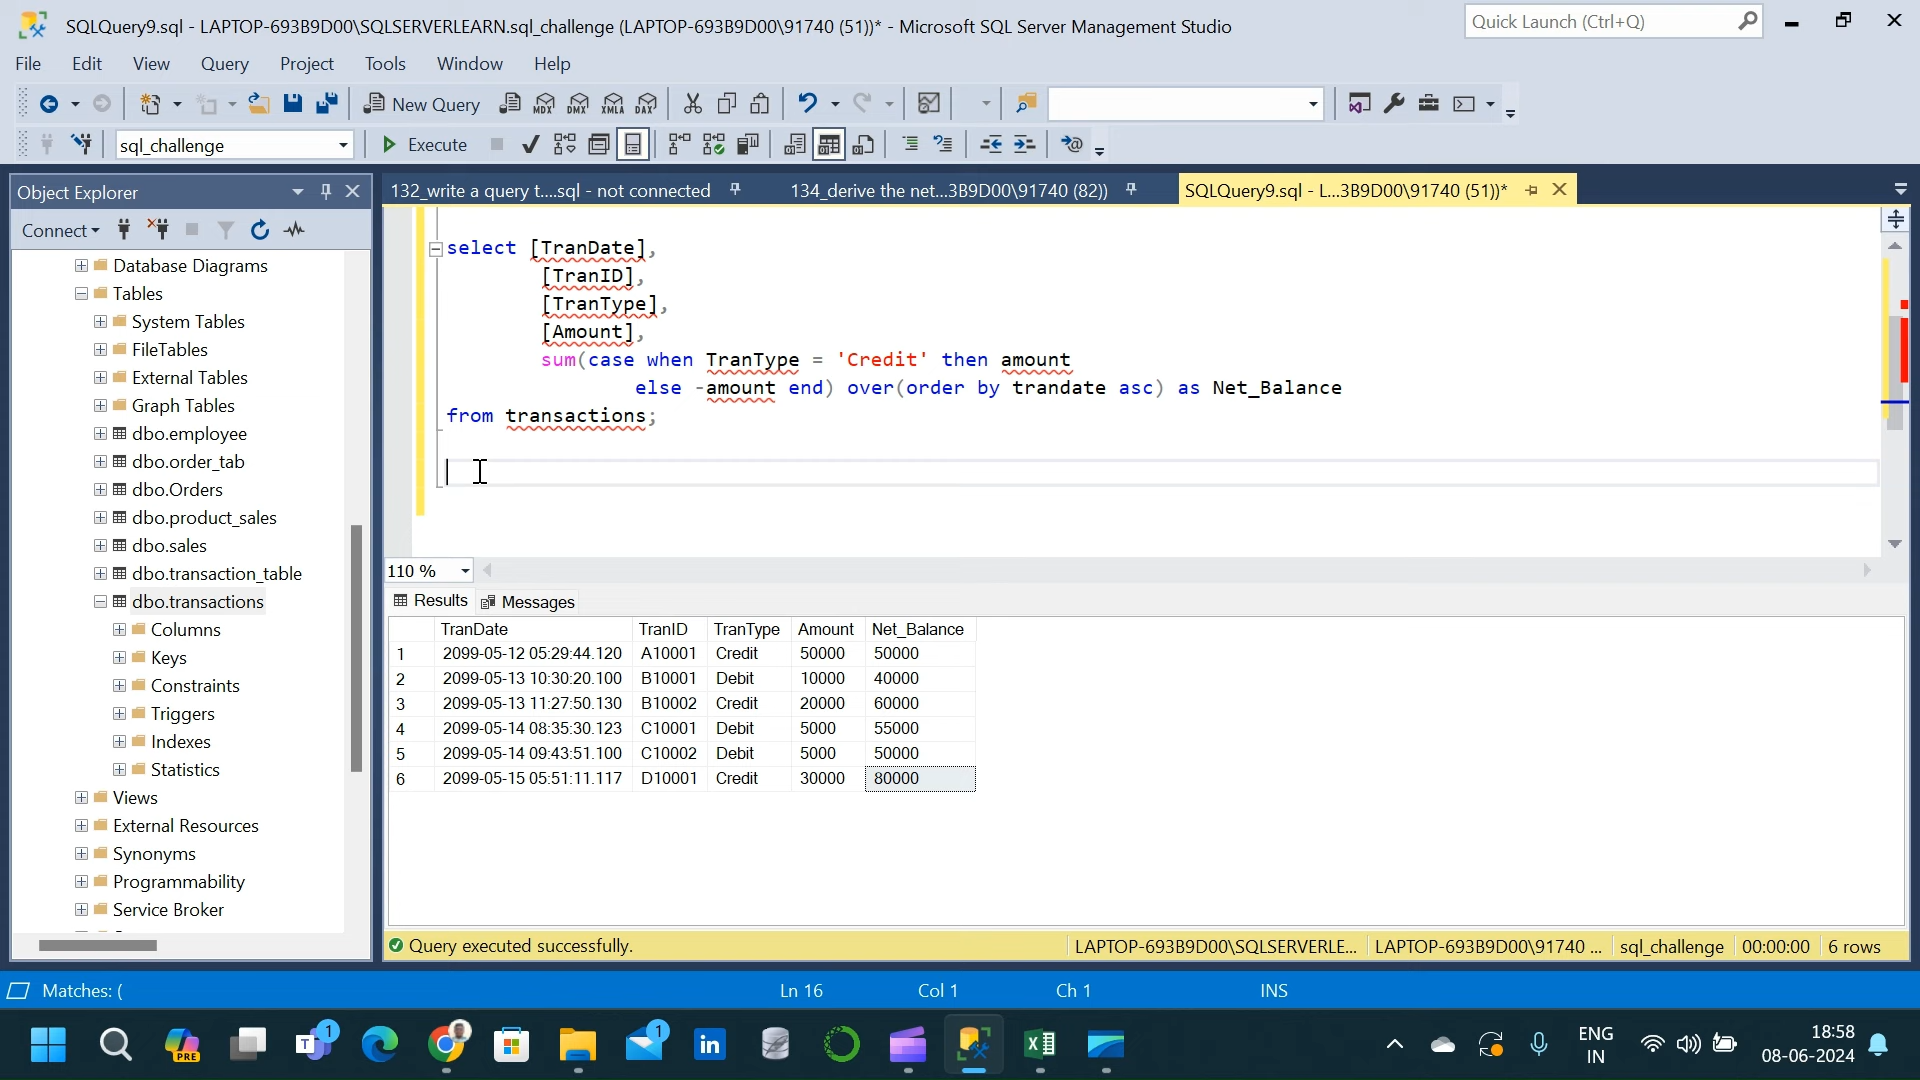 SQLQuery9.sql - LAPTOP-693B9D00\SQLSERVERLEARN.sql_challenge (LAPTOP-693B9D00\91740 (51))* - Microsoft SQL Server Management Studio
Quick Launch (Ctrl+Q)
File Edit View Query Project Tools Window Help
New Query MDX DMX XMLA DAX
sql_challenge Execute
Object Explorer
132_write a query t....sql - not connected 134_derive the net...3B9D00\91740 (82)) SQLQuery9.sql - L...3B9D00\91740 (51))*
Connect
Database Diagrams
Tables
System Tables
FileTables
External Tables
Graph Tables
dbo.employee
dbo.order_tab
dbo.Orders
dbo.product_sales
dbo.sales
dbo.transaction_table
dbo.transactions
Columns
Keys
Constraints
Triggers
Indexes
Statistics
Views
External Resources
Synonyms
Programmability
Service Broker
select [TranDate],
[TranID],
[TranType],
[Amount],
sum(case when TranType = 'Credit' then amount
else -amount end) over(order by trandate asc) as Net_Balance
from transactions;
110 %
Results Messages
TranDate TranID TranType Amount Net_Balance
1 2099-05-12 05:29:44.120 A10001 Credit 50000 50000
2 2099-05-13 10:30:20.100 B10001 Debit 10000 40000
3 2099-05-13 11:27:50.130 B10002 Credit 20000 60000
4 2099-05-14 08:35:30.123 C10001 Debit 5000 55000
5 2099-05-14 09:43:51.100 C10002 Debit 5000 50000
6 2099-05-15 05:51:11.117 D10001 Credit 30000 80000
Query executed successfully. LAPTOP-693B9D00\SQLSERVERLE... LAPTOP-693B9D00\91740 ... sql_challenge 00:00:00 6 rows
Matches: ( Ln 16 Col 1 Ch 1 INS
PRE
1
1
ENG
IN
18:58
08-06-2024